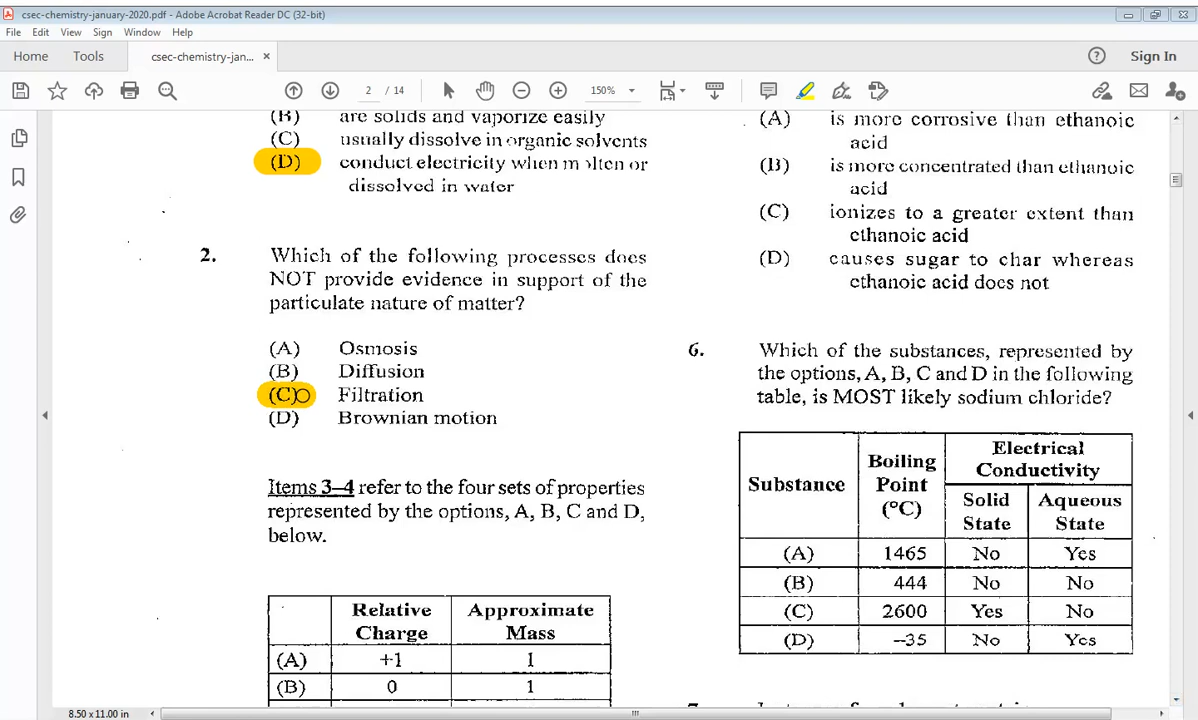 csec-chemistry-january-2020.pdf - Adobe Acrobat Reader DC (32-bit)
File Edit View Sign Window Help
Home Tools csec-chemistry-jan... × Sign In
2 / 14 150%
(B) are solids and vaporize easily
(C) usually dissolve in organic solvents
(D) conduct electricity when molten or
dissolved in water
2. Which of the following processes does
NOT provide evidence in support of the
particulate nature of matter?
(A) Osmosis
(B) Diffusion
(C) Filtration
(D) Brownian motion
Items 3–4 refer to the four sets of properties
represented by the options, A, B, C and D,
below.
Relative Charge Approximate Mass
(A) +1 1
(B) 0 1
(A) is more corrosive than ethanoic
acid
(B) is more concentrated than ethanoic
acid
(C) ionizes to a greater extent than
ethanoic acid
(D) causes sugar to char whereas
ethanoic acid does not
6. Which of the substances, represented by
the options, A, B, C and D in the following
table, is MOST likely sodium chloride?
Substance Boiling Point (°C) Electrical Conductivity
Solid State Aqueous State
(A) 1465 No Yes
(B) 444 No No
(C) 2600 Yes No
(D) –35 No Yes
8.50 x 11.00 in